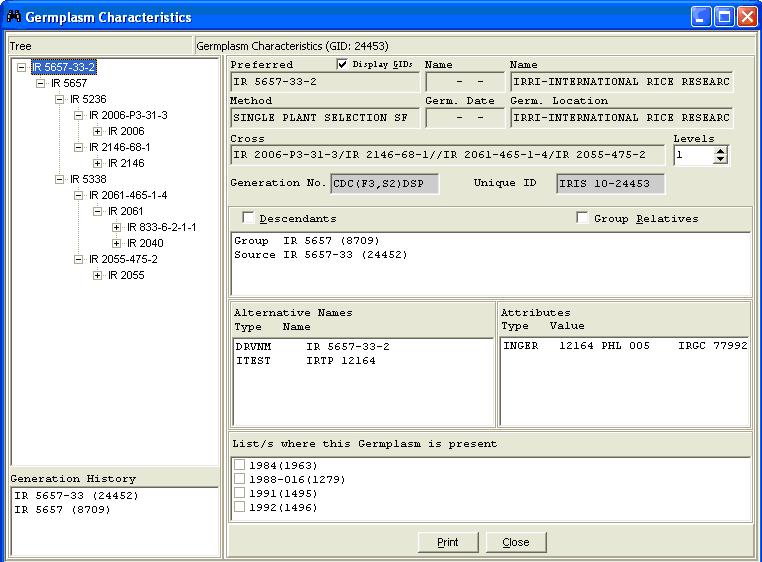 Germplasm Characteristics
Tree
Germplasm Characteristics (GID: 24453)
IR 5657-33-2
IR 5657
IR 5236
IR 2006-P3-31-3
IR 2006
IR 2146-68-1
IR 2146
IR 5338
IR 2061-465-1-4
IR 2061
IR 833-6-2-1-1
IR 2040
IR 2055-475-2
IR 2055
Generation History
IR 5657-33 (24452)
IR 5657 (8709)
Preferred Display GIDs Name Name
IR 5657-33-2 - - IRRI-INTERNATIONAL RICE RESEARC
Method Germ. Date Germ. Location
SINGLE PLANT SELECTION SF - - IRRI-INTERNATIONAL RICE RESEARC
Cross Levels
IR 2006-P3-31-3/IR 2146-68-1//IR 2061-465-1-4/IR 2055-475-2 1
Generation No. CDC(F3,S2)DSP Unique ID IRIS 10-24453
Descendants Group Relatives
Group IR 5657 (8709)
Source IR 5657-33 (24452)
Alternative Names
Type Name
DRVNM IR 5657-33-2
ITEST IRTP 12164
Attributes
Type Value
INGER 12164 PHL 005 IRGC 77992
List/s where this Germplasm is present
1984(1963)
1988-016(1279)
1991(1495)
1992(1496)
Print Close